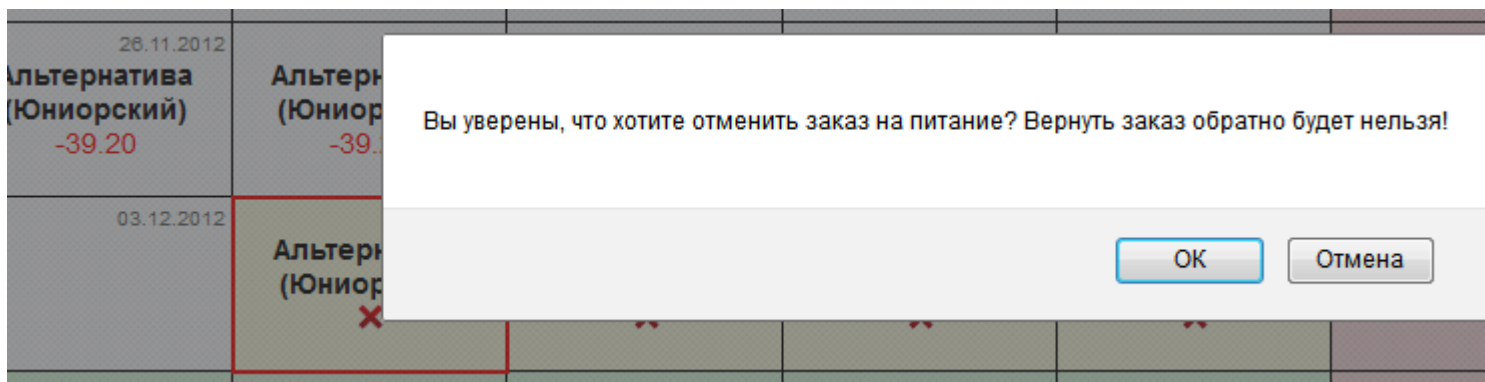 26.11.2012
Альтернатива
(Юниорский)
-39.20
Вы уверены, что хотите отменить заказ на питание? Вернуть заказ обратно будет нельзя!
03.12.2012
ОК
Отмена